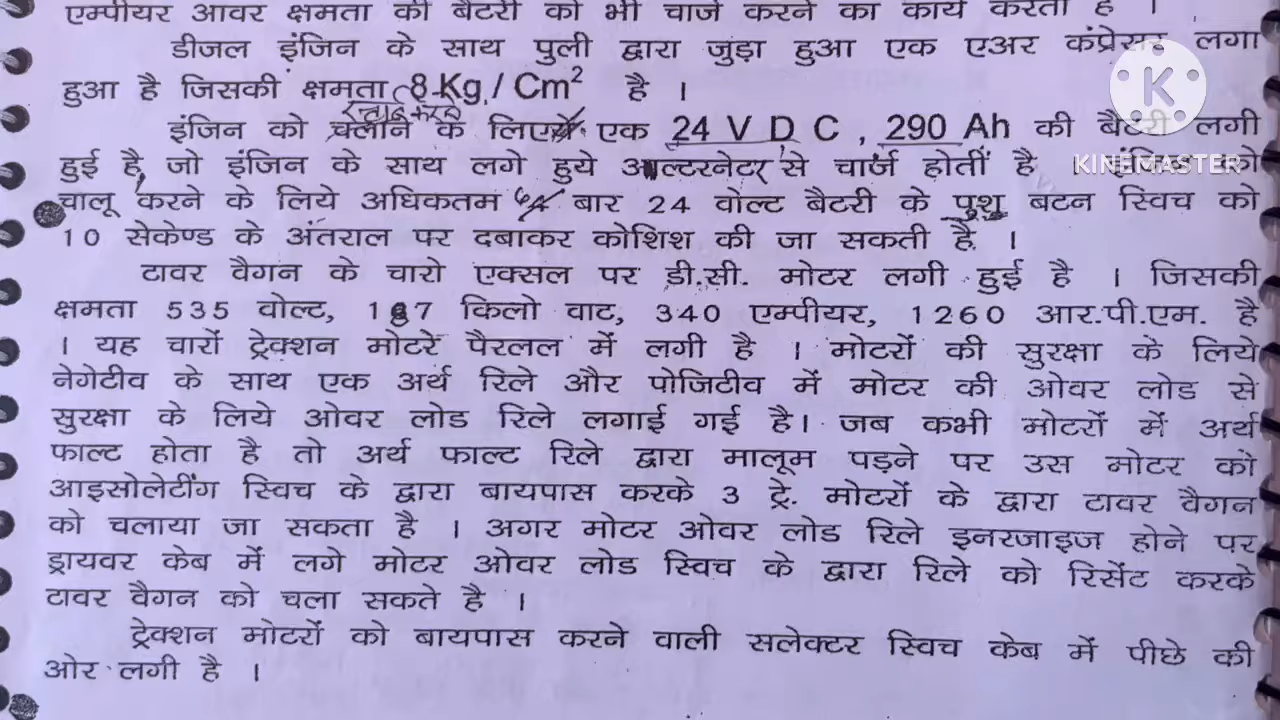 एम्पीयर आवर क्षमता की बैटरी को भी चार्ज करने का कार्य करता है ।
डीजल इंजिन के साथ पुली द्वारा जुड़ा हुआ एक एअर कंप्रेसर लगा
हुआ है जिसकी क्षमता 8 Kg / Cm² है ।
स्टार्ट करने
इंजिन को चलाने के लिए एक 24 V D C , 290 Ah की बैटरी लगी
हुई है, जो इंजिन के साथ लगे हुये आल्टरनेटर से चार्ज होतीं है इंजिन को
चालू करने के लिये अधिकतम बार 24 वोल्ट बैटरी के पुश बटन स्विच को
10 सेकेण्ड के अंतराल पर दबाकर कोशिश की जा सकती है ।
टावर वैगन के चारो एक्सल पर डी.सी. मोटर लगी हुई है । जिसकी
क्षमता 535 वोल्ट, 187 किलो वाट, 340 एम्पीयर, 1260 आर.पी.एम. है
। यह चारों ट्रेक्शन मोटरें पैरलल में लगी है । मोटरों की सुरक्षा के लिये
नेगेटीव के साथ एक अर्थ रिले और पोजिटीव में मोटर की ओवर लोड से
सुरक्षा के लिये ओवर लोड रिले लगाई गई है। जब कभी मोटरों में अर्थ
फाल्ट होता है तो अर्थ फाल्ट रिले द्वारा मालूम पड़ने पर उस मोटर को
आइसोलेटींग स्विच के द्वारा बायपास करके 3 ट्रे. मोटरों के द्वारा टावर वैगन
को चलाया जा सकता है । अगर मोटर ओवर लोड रिले इनरजाइज होने पर
ड्रायवर केब में लगे मोटर ओवर लोड स्विच के द्वारा रिले को रिसेंट करके
टावर वैगन को चला सकते है ।
ट्रेक्शन मोटरों को बायपास करने वाली सलेक्टर स्विच केब में पीछे की
ओर लगी है ।
K
KINEMASTER